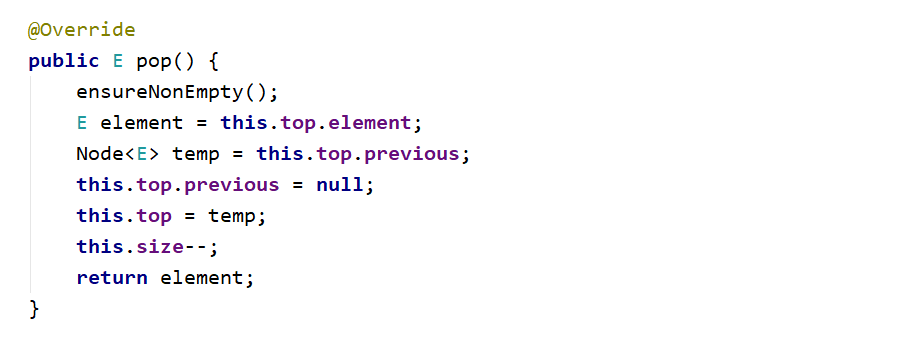 @Override
public E pop() {
    ensureNonEmpty();
    E element = this.top.element;
    Node<E> temp = this.top.previous;
    this.top.previous = null;
    this.top = temp;
    this.size--;
    return element;
}